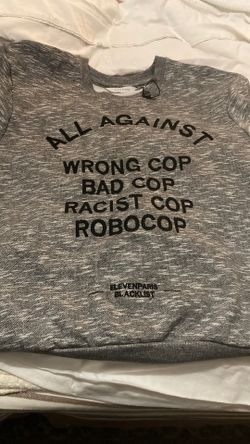 ALL AGAINST
WRONG COP
BAD COP
RACIST COP
ROBOCOP
ELEVENPARIS
BLACKLIST